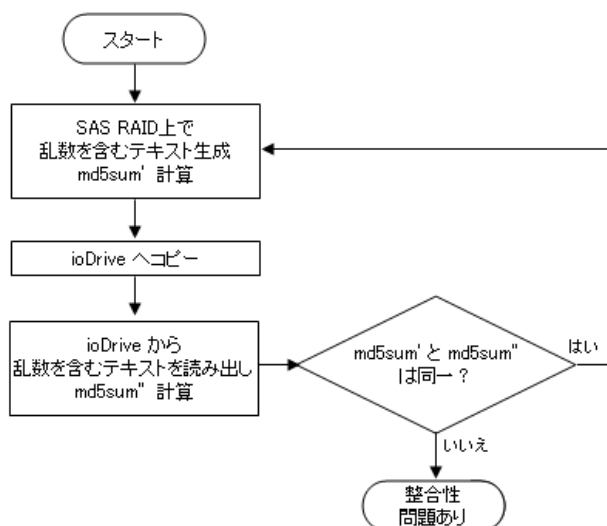 スタート
SAS RAID上で
乱数を含むテキスト生成
md5sum' 計算
ioDrive へコピー
ioDrive から
乱数を含むテキストを読み出し
md5sum" 計算
md5sum' と md5sum"
は同一？
はい
いいえ
整合性
問題あり